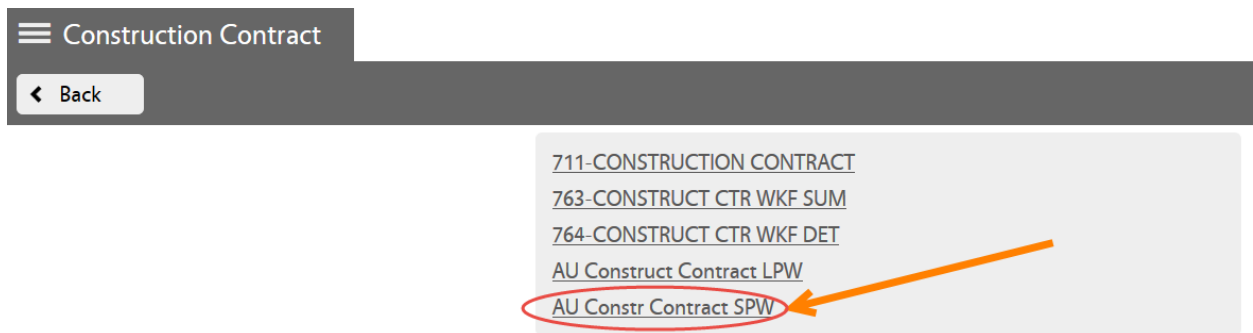 Construction Contract
Back
711-CONSTRUCTION CONTRACT
763-CONSTRUCT CTR WKF SUM
764-CONSTRUCT CTR WKF DET
AU Construct Contract LPW
AU Constr Contract SPW